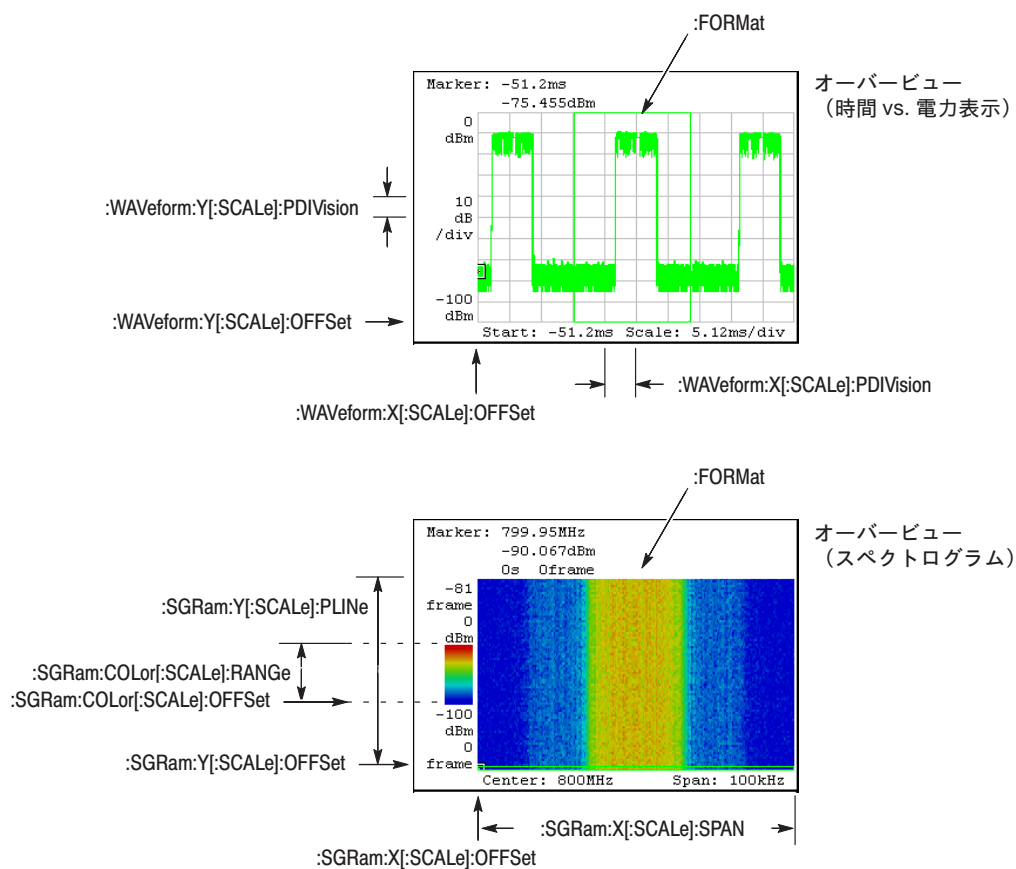 :FORMat
Marker: -51.2ms
-75.455dBm
オーバービュー
（時間 vs. 電力表示）
0
dBm
:WAVeform:Y[:SCALe]:PDIVision
10
dB
/div
-100
dBm
:WAVeform:Y[:SCALe]:OFFSet
Start: -51.2ms Scale: 5.12ms/div
:WAVeform:X[:SCALe]:PDIVision
:WAVeform:X[:SCALe]:OFFSet
:FORMat
Marker: 799.95MHz
-90.067dBm
0s 0frame
オーバービュー
（スペクトログラム）
-81
frame
:SGRam:Y[:SCALe]:PLINe
0
dBm
:SGRam:COLor[:SCALe]:RANGe
:SGRam:COLor[:SCALe]:OFFSet
-100
dBm
0
:SGRam:Y[:SCALe]:OFFSet
frame
Center: 800MHz Span: 100kHz
:SGRam:X[:SCALe]:SPAN
:SGRam:X[:SCALe]:OFFSet